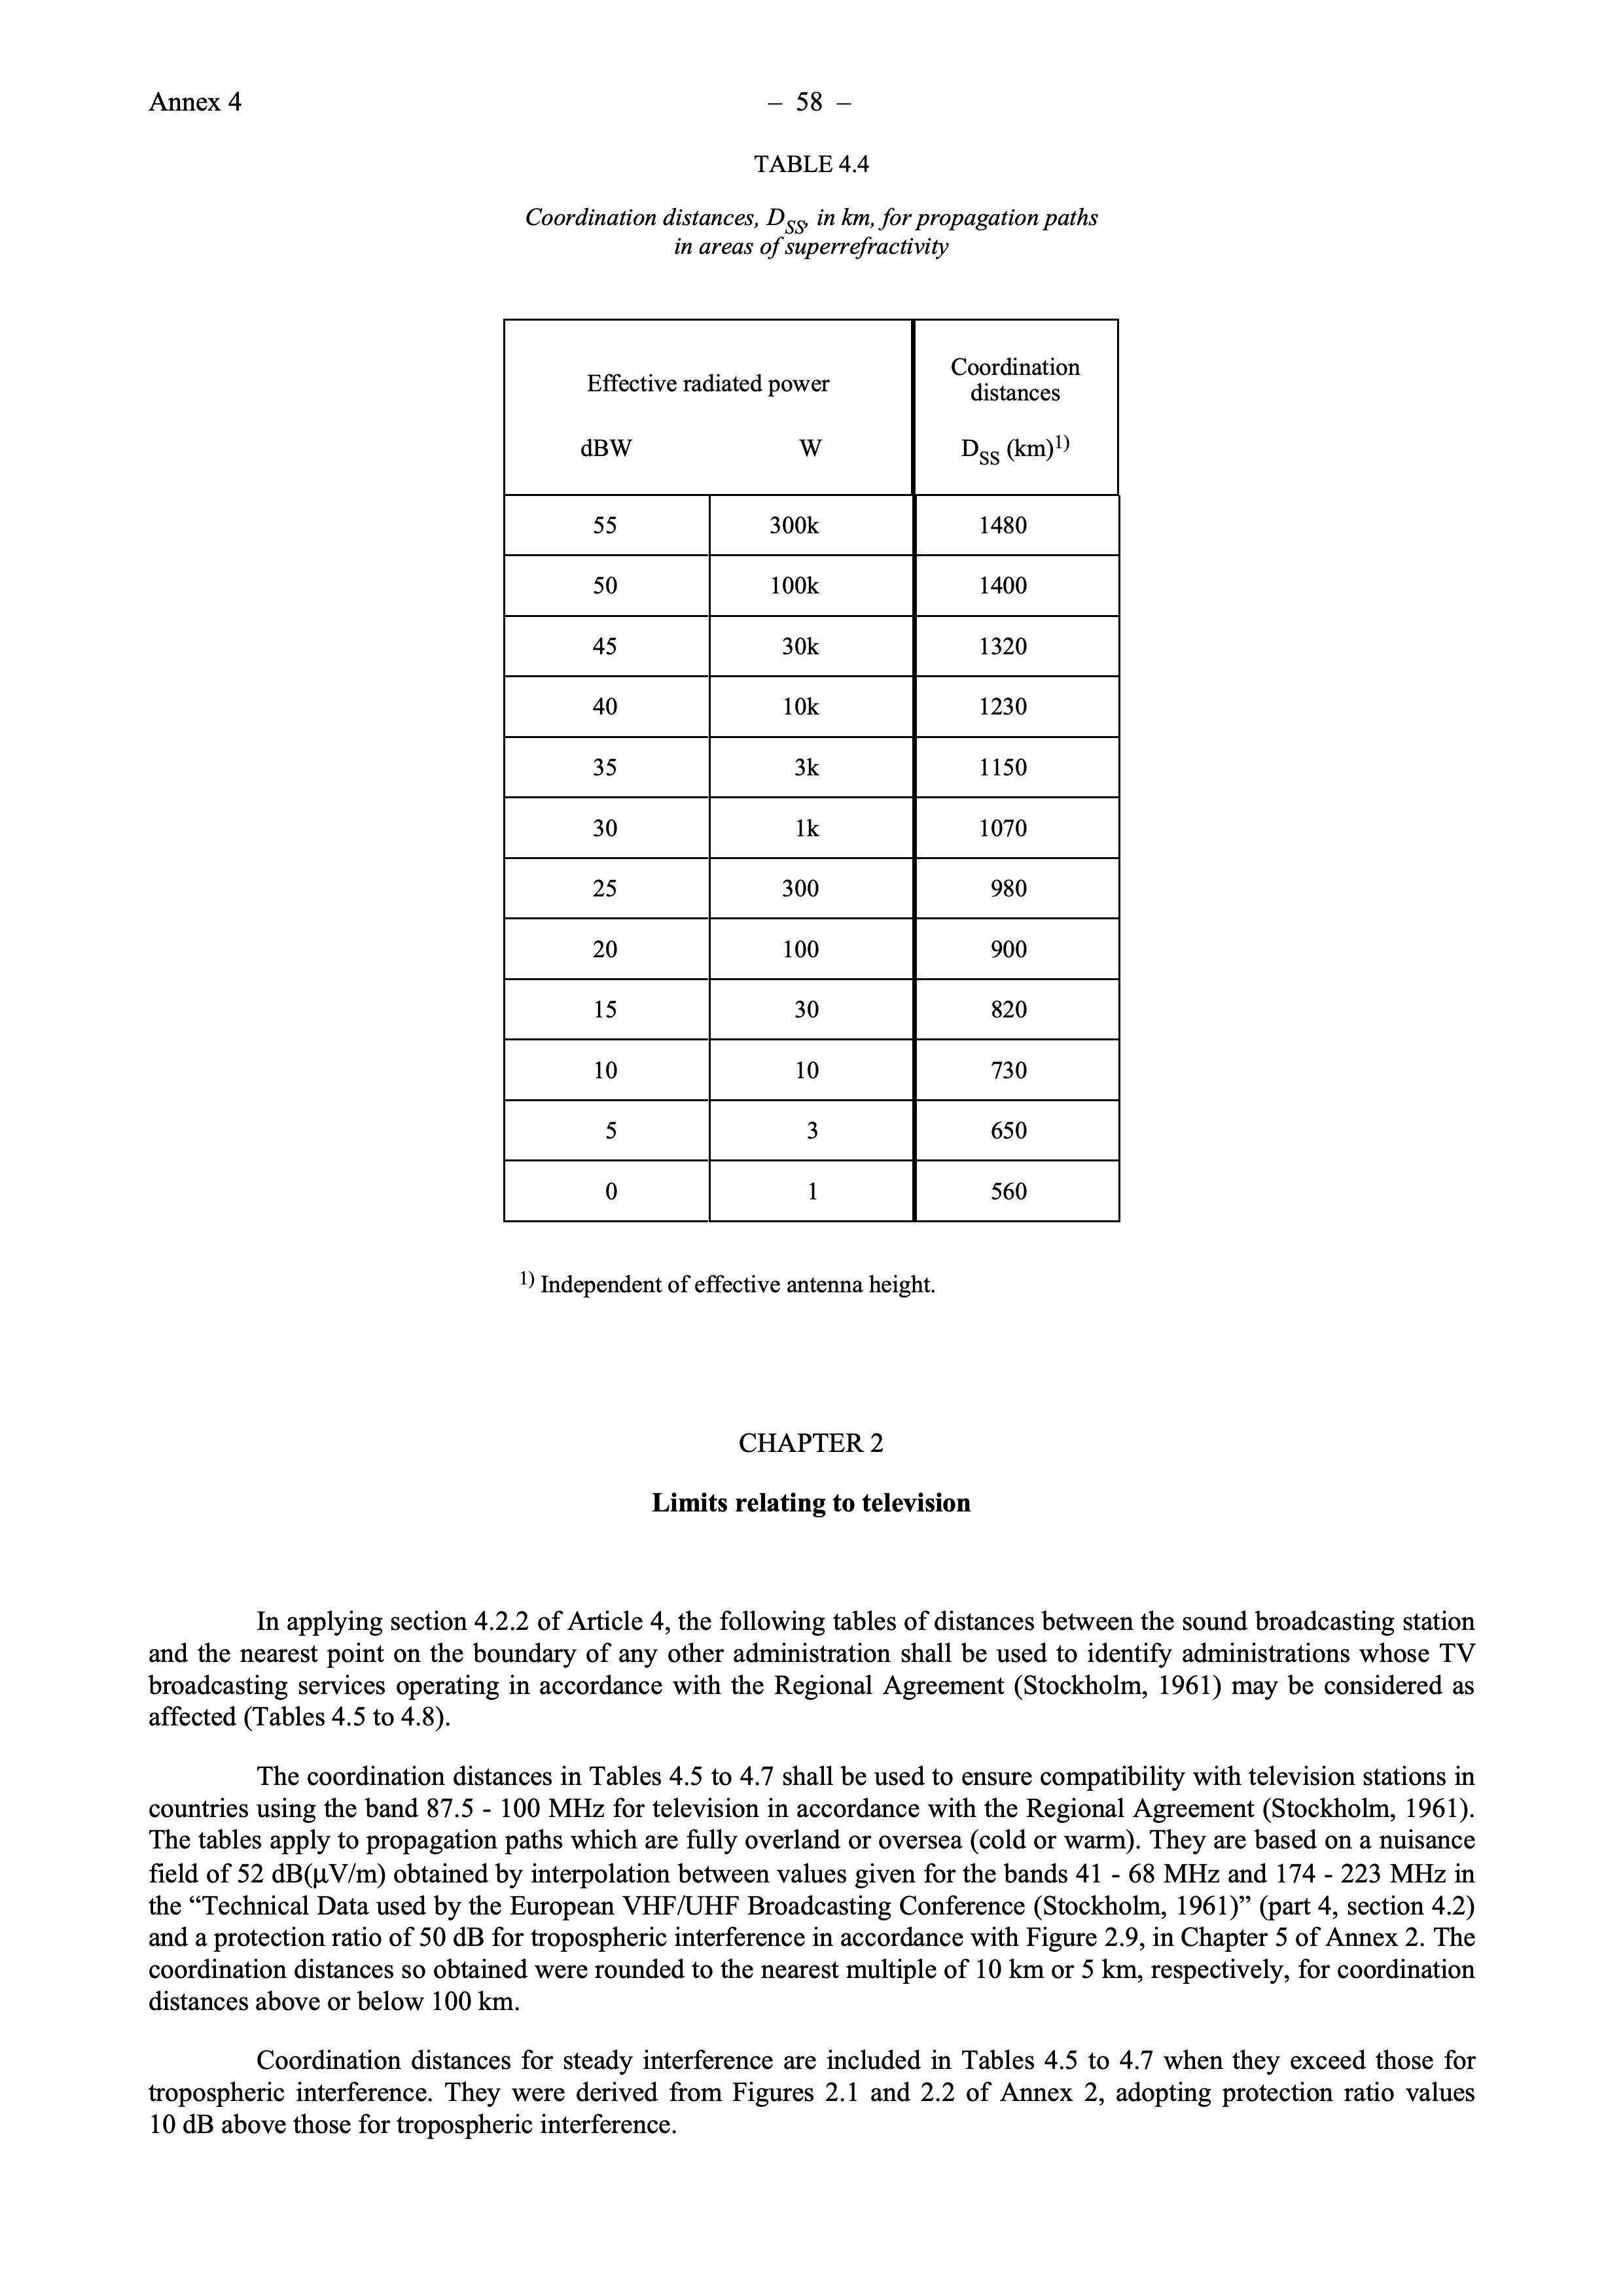 Annex 4
– 58 –
TABLE 4.4
Coordination distances, DSS, in km, for propagation paths
in areas of superrefractivity
Effective radiated power
Coordination
distances
dBW W DSS (km)1)
55 300k 1480
50 100k 1400
45 30k 1320
40 10k 1230
35 3k 1150
30 1k 1070
25 300 980
20 100 900
15 30 820
10 10 730
5 3 650
0 1 560
1) Independent of effective antenna height.
CHAPTER 2
Limits relating to television
In applying section 4.2.2 of Article 4, the following tables of distances between the sound broadcasting station
and the nearest point on the boundary of any other administration shall be used to identify administrations whose TV
broadcasting services operating in accordance with the Regional Agreement (Stockholm, 1961) may be considered as
affected (Tables 4.5 to 4.8).
The coordination distances in Tables 4.5 to 4.7 shall be used to ensure compatibility with television stations in
countries using the band 87.5 - 100 MHz for television in accordance with the Regional Agreement (Stockholm, 1961).
The tables apply to propagation paths which are fully overland or oversea (cold or warm). They are based on a nuisance
field of 52 dB(µV/m) obtained by interpolation between values given for the bands 41 - 68 MHz and 174 - 223 MHz in
the “Technical Data used by the European VHF/UHF Broadcasting Conference (Stockholm, 1961)” (part 4, section 4.2)
and a protection ratio of 50 dB for tropospheric interference in accordance with Figure 2.9, in Chapter 5 of Annex 2. The
coordination distances so obtained were rounded to the nearest multiple of 10 km or 5 km, respectively, for coordination
distances above or below 100 km.
Coordination distances for steady interference are included in Tables 4.5 to 4.7 when they exceed those for
tropospheric interference. They were derived from Figures 2.1 and 2.2 of Annex 2, adopting protection ratio values
10 dB above those for tropospheric interference.